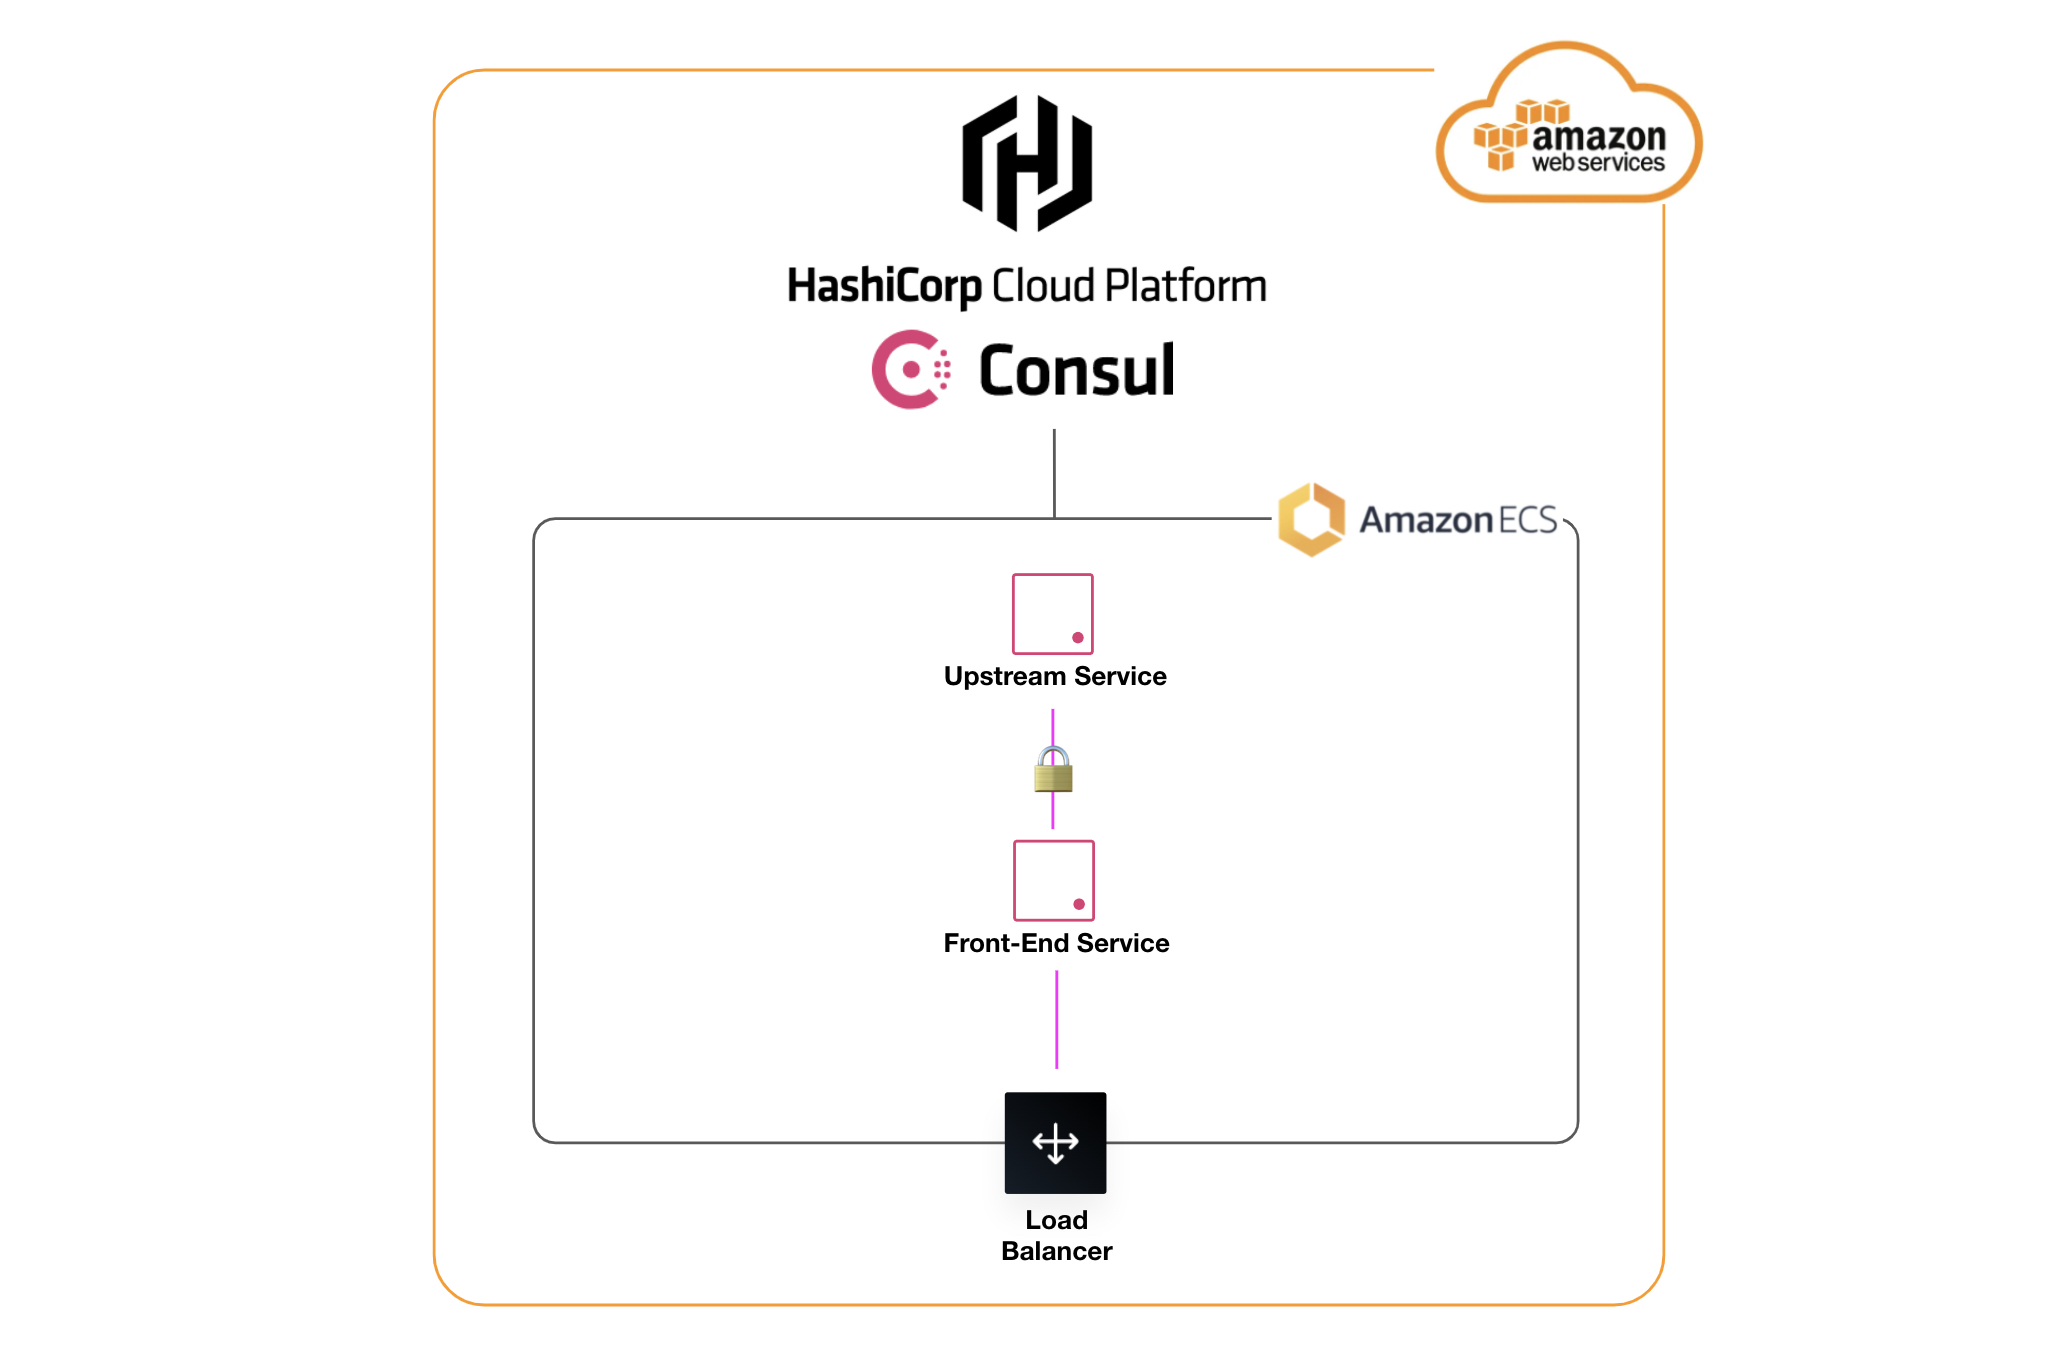 amazon
web services
HashiCorp Cloud Platform
Consul
Amazon ECS
Upstream Service
Front-End Service
Load
Balancer